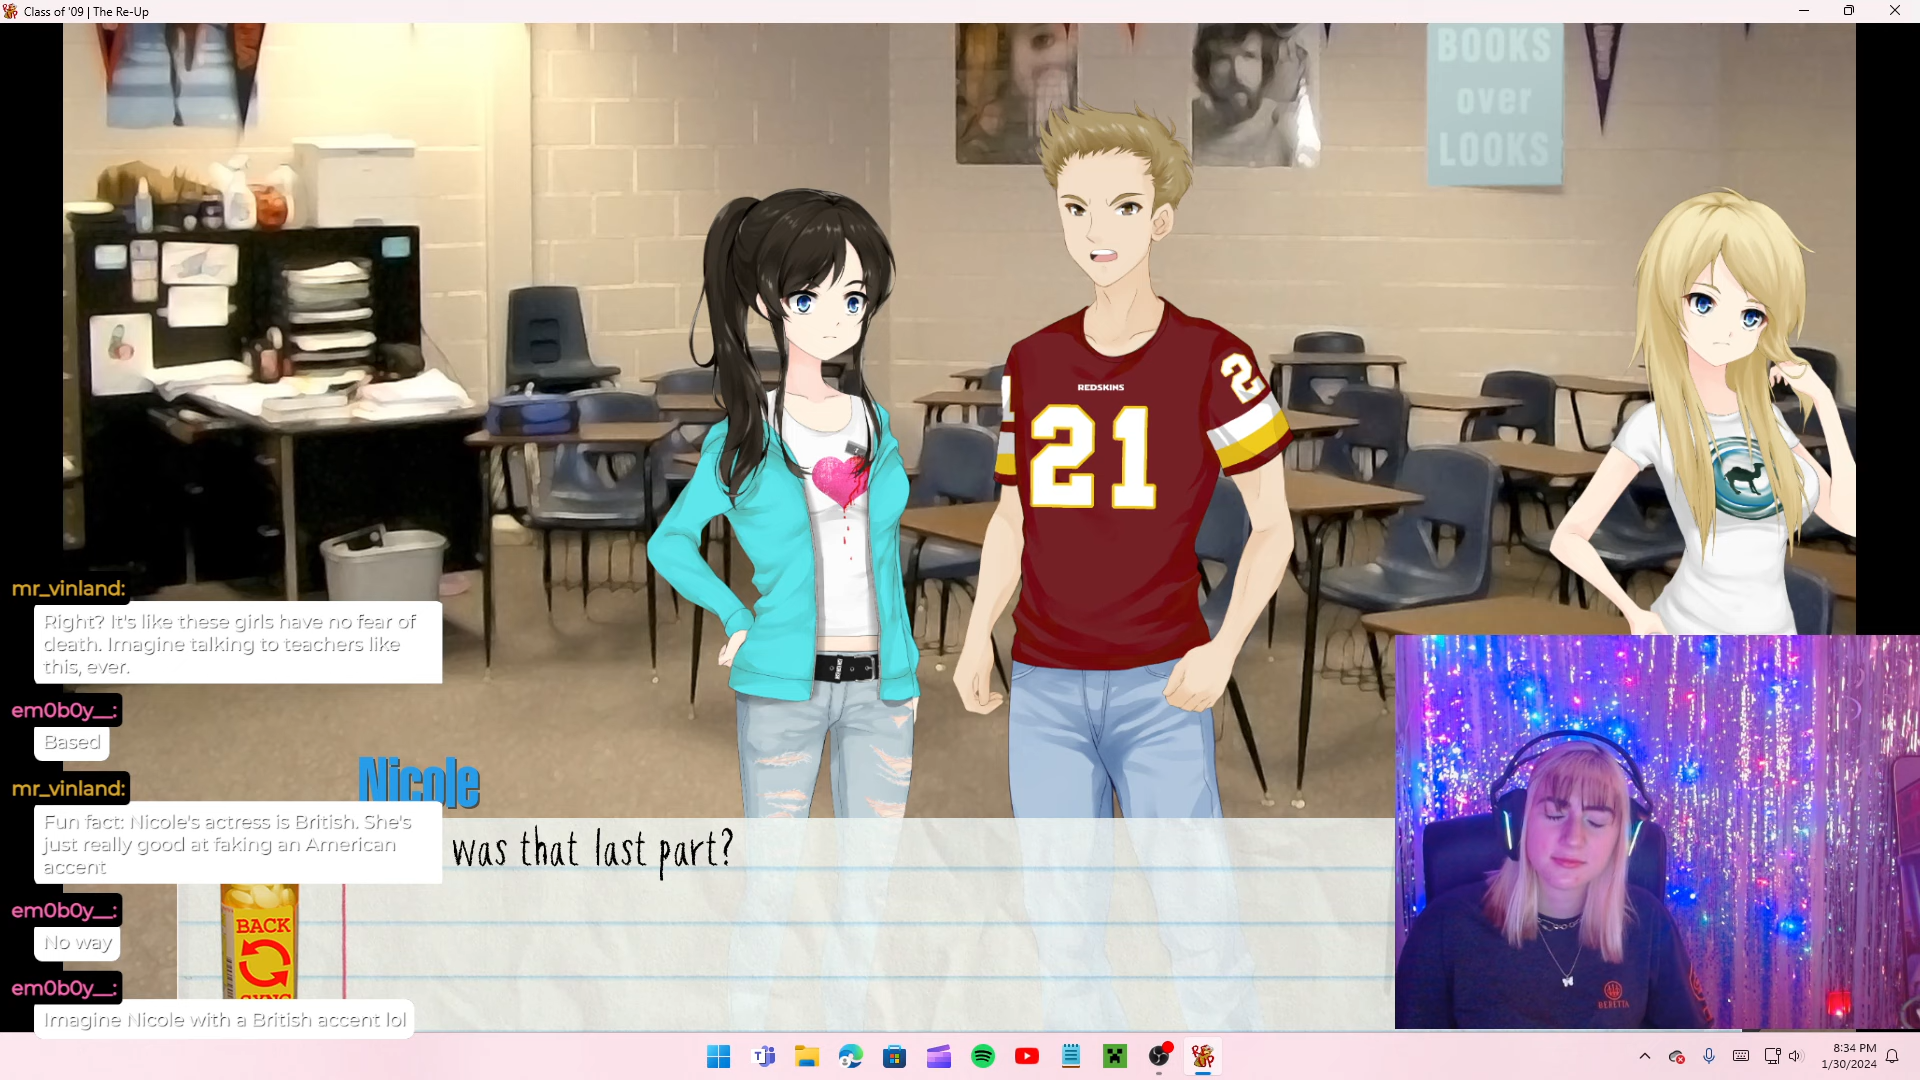 Class of '09 | The Re-Up
BOOKS
over
LOOKS
REDSKINS
21
2
mr_vinland:
Right? It's like these girls have no fear of
death. Imagine talking to teachers like
this, ever.
em0b0y__:
Based
mr_vinland:
Fun fact: Nicole's actress is British. She's
just really good at faking an American
accent
em0b0y__:
No way
em0b0y__:
Imagine Nicole with a British accent lol
Nicole
was that last part?
BACK
SYNC
BERETTA
8:34 PM
1/30/2024